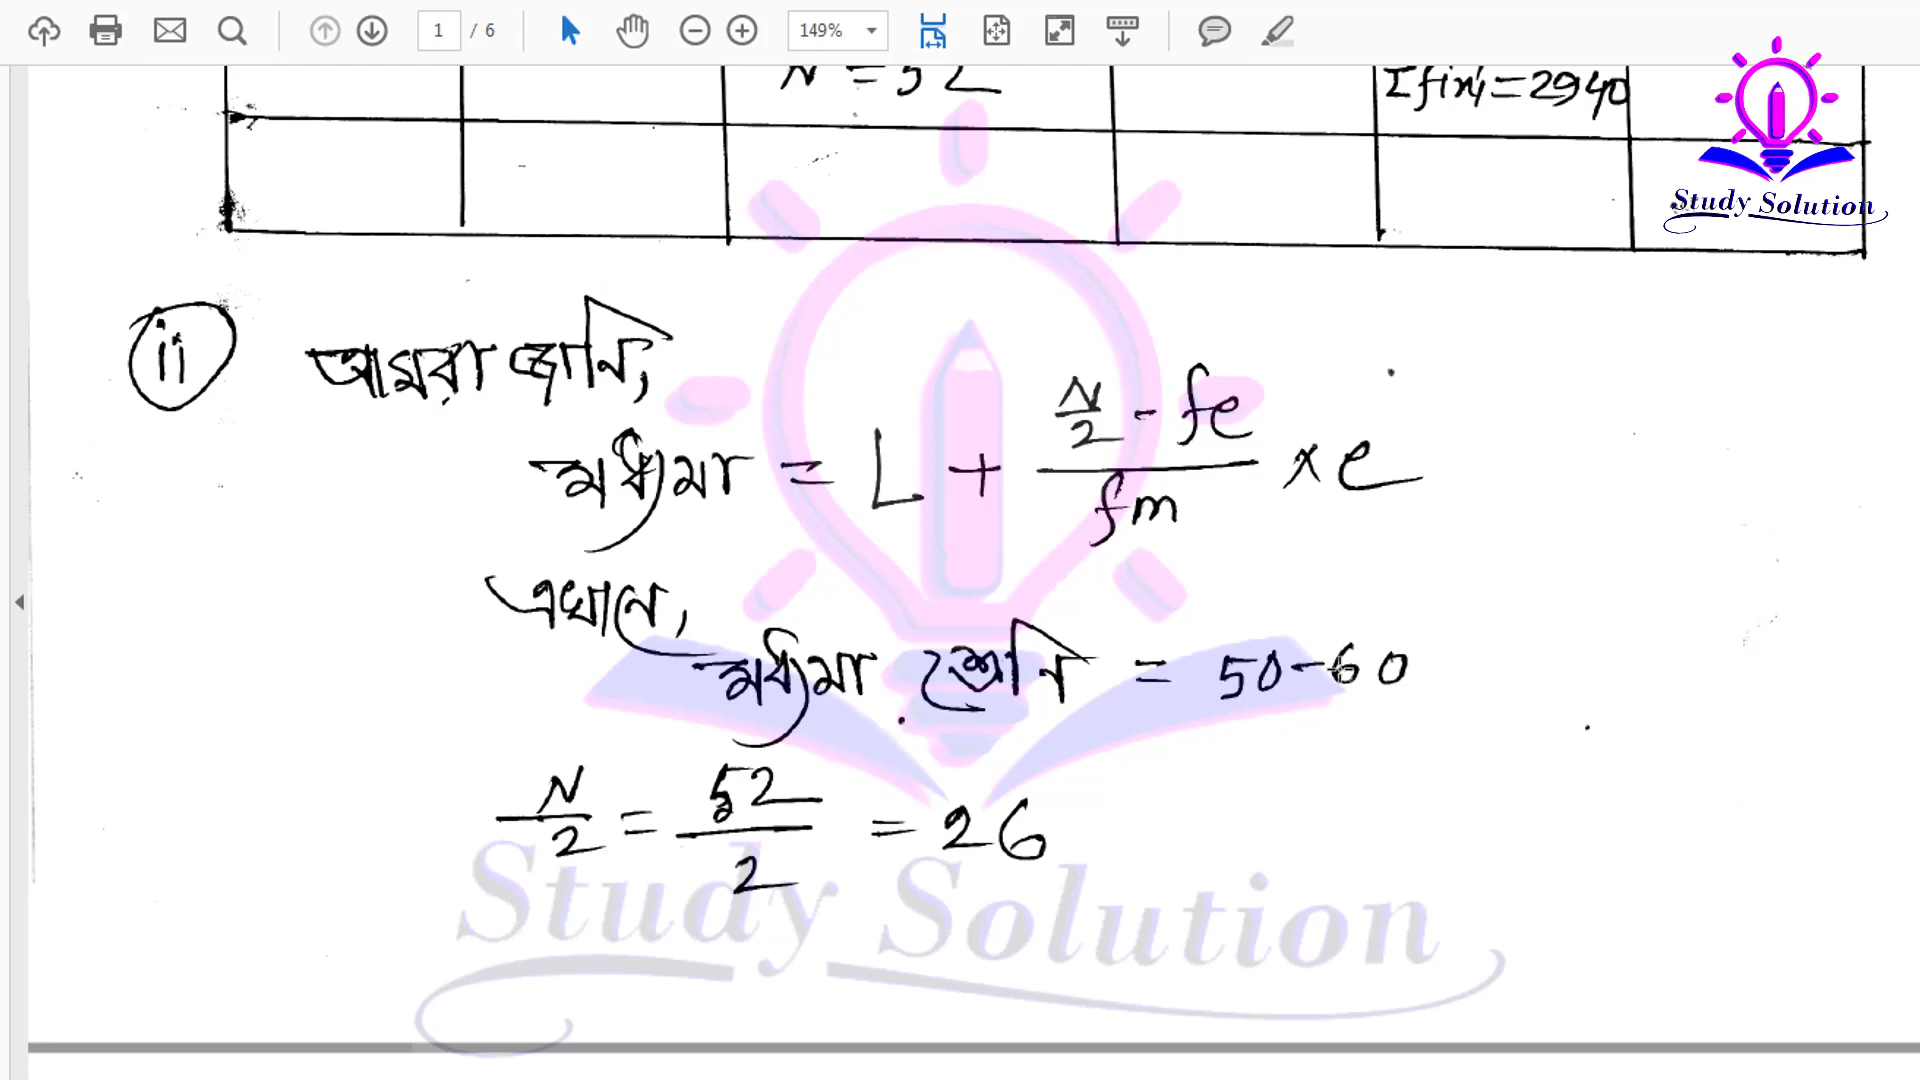 1 / 6 149%
N = 52 Σfixi = 2940
Study Solution
ii আমরা জানি,
মধ্যমা = L + (N/2 - fc)/fm × c
এখানে,
মধ্যমা শ্রেনি = 50-60
N/2 = 52/2 = 26
Study Solution